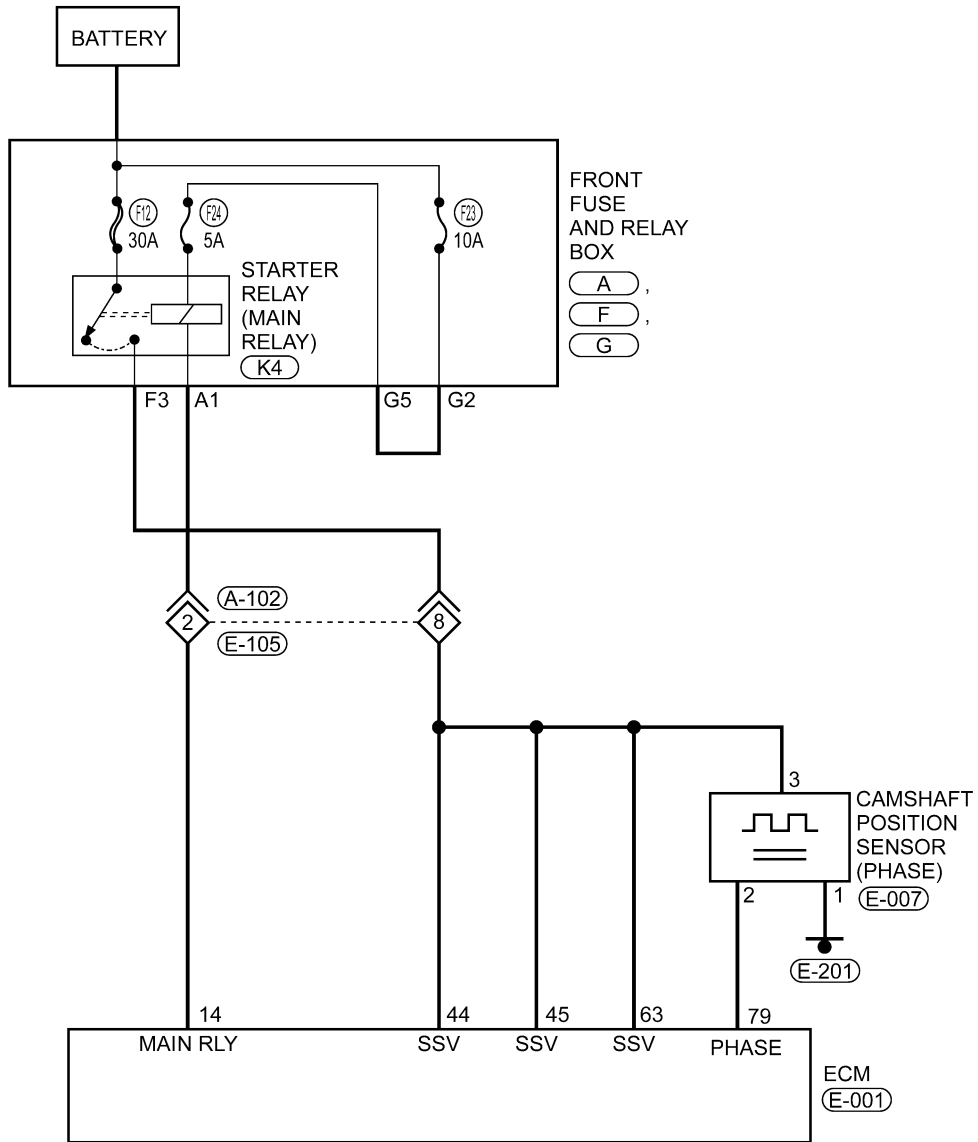 BATTERY
FRONT
FUSE
AND RELAY
BOX
A ,
F ,
G
F12
30A
F24
5A
F23
10A
STARTER
RELAY
(MAIN
RELAY)
K4
F3
A1
G5
G2
A-102
2
8
E-105
3
CAMSHAFT
POSITION
SENSOR
(PHASE)
E-007
2
1
E-201
14
44
45
63
79
MAIN RLY
SSV
SSV
SSV
PHASE
ECM
E-001